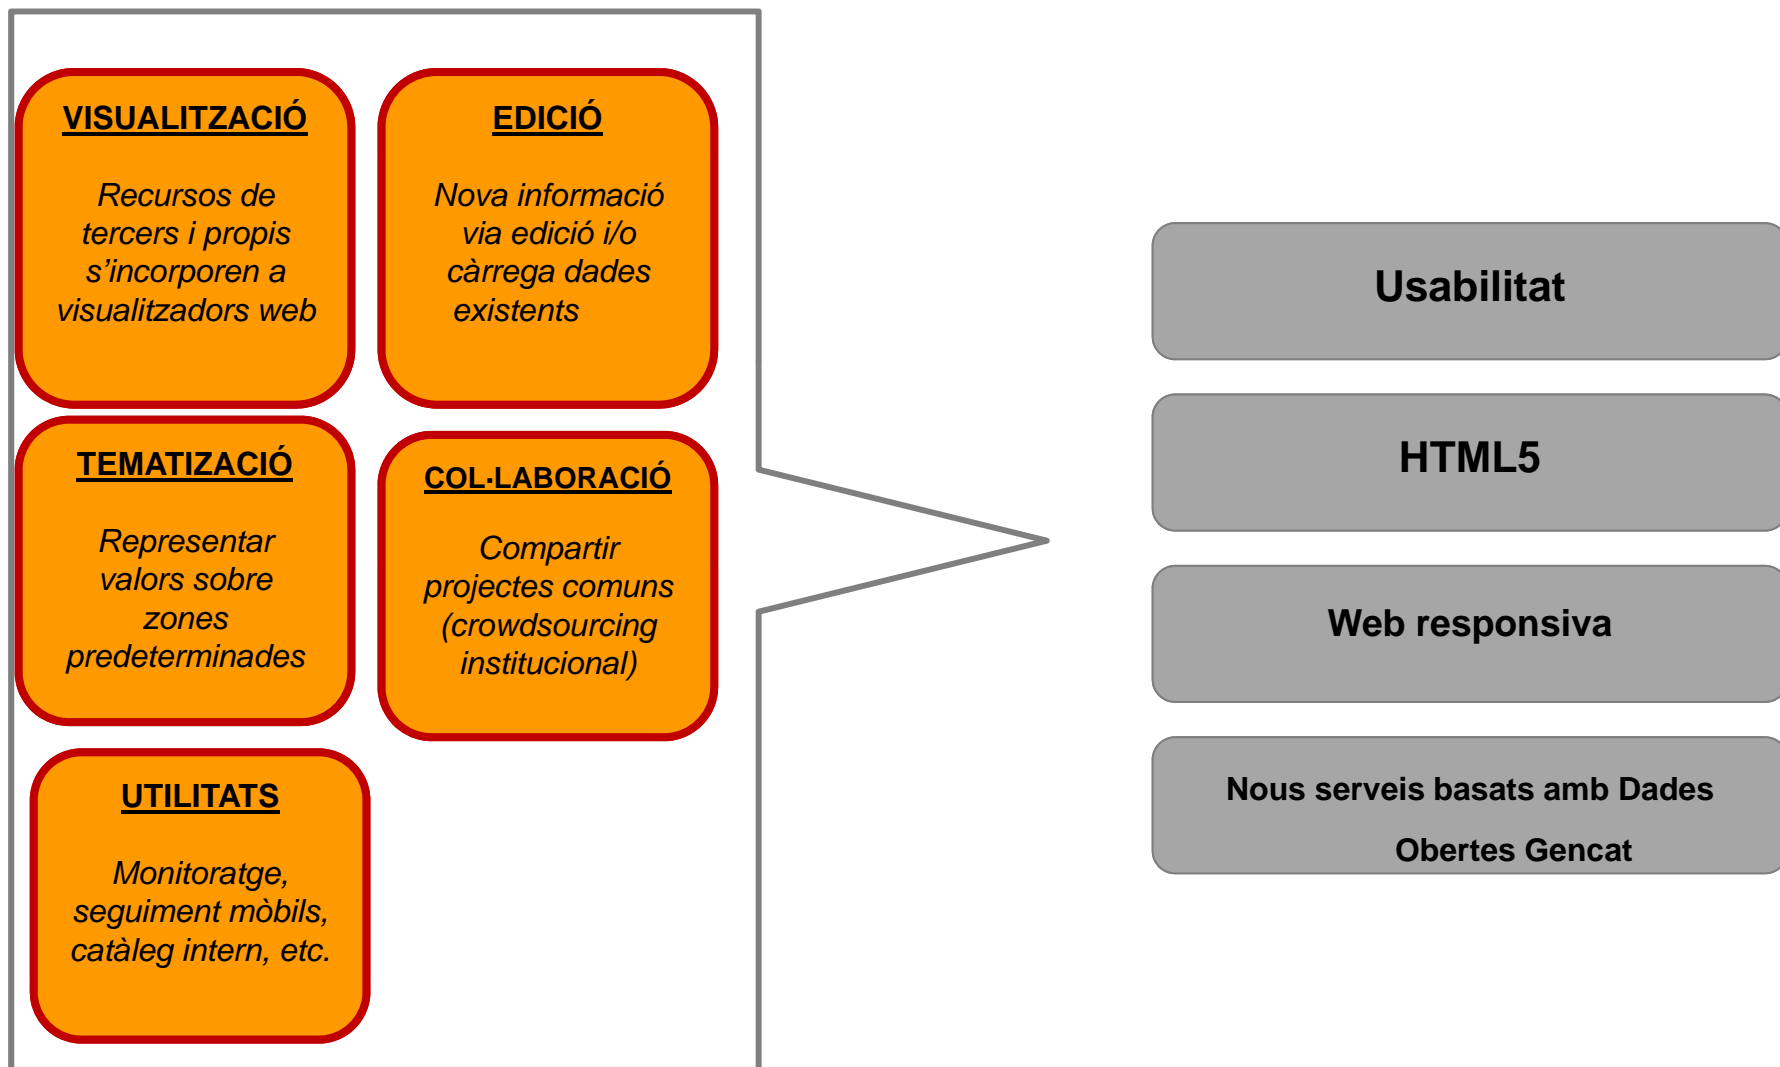 VISUALITZACIÓ
Recursos de
tercers i propis
s’incorporen a
visualitzadors web
EDICIÓ
Nova informació
via edició i/o
càrrega dades
existents
TEMATIZACIÓ
Representar
valors sobre
zones
predeterminades
COL·LABORACIÓ
Compartir
projectes comuns
(crowdsourcing
institucional)
UTILITATS
Monitoratge,
seguiment mòbils,
catàleg intern, etc.
Usabilitat
HTML5
Web responsiva
Nous serveis basats amb Dades
Obertes Gencat